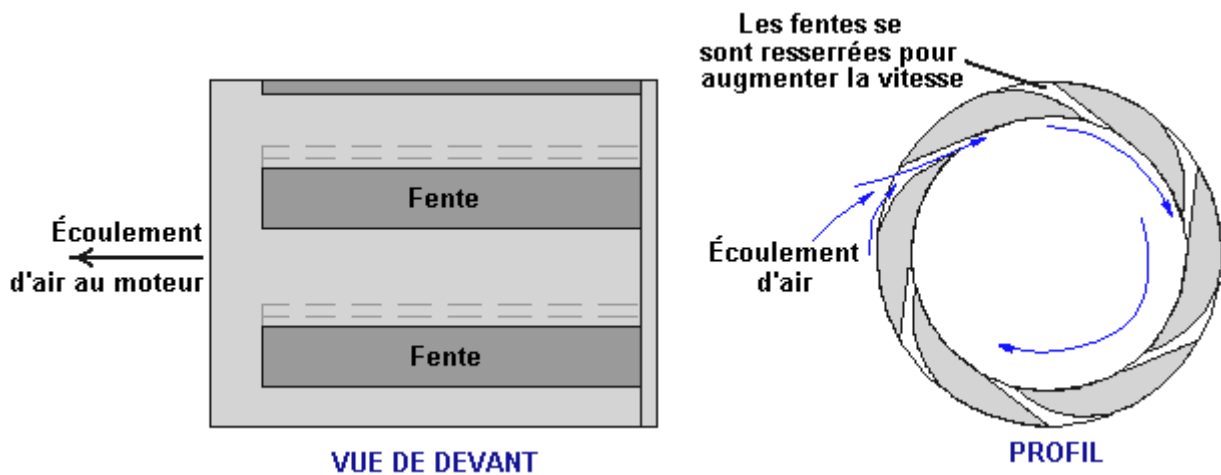 Les fentes se
sont resserrées pour
augmenter la vitesse
Fente
Écoulement
d'air au moteur
Écoulement
d'air
Fente
VUE DE DEVANT
PROFIL